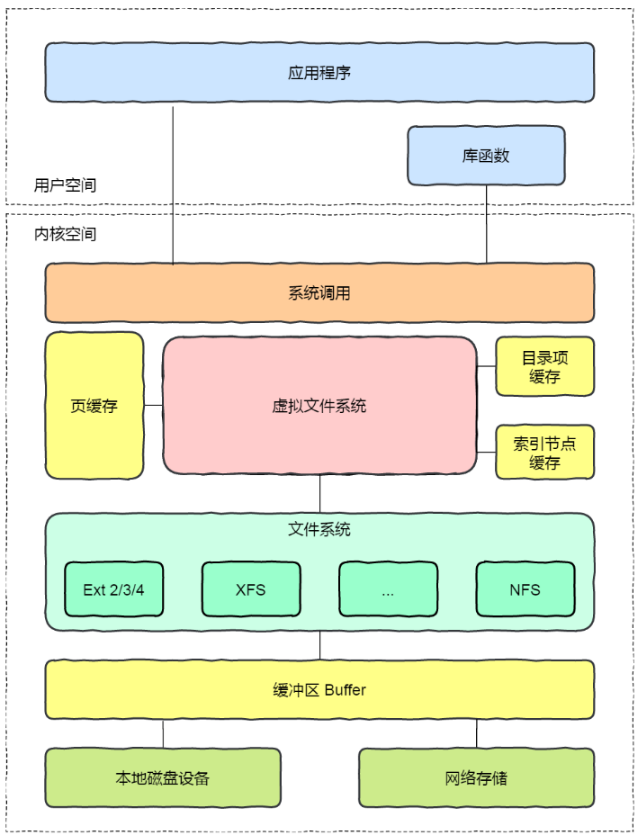 应用程序
库函数
用户空间
内核空间
系统调用
页缓存
虚拟文件系统
目录项
缓存
索引节点
缓存
文件系统
Ext 2/3/4
XFS
...
NFS
缓冲区 Buffer
本地磁盘设备
网络存储